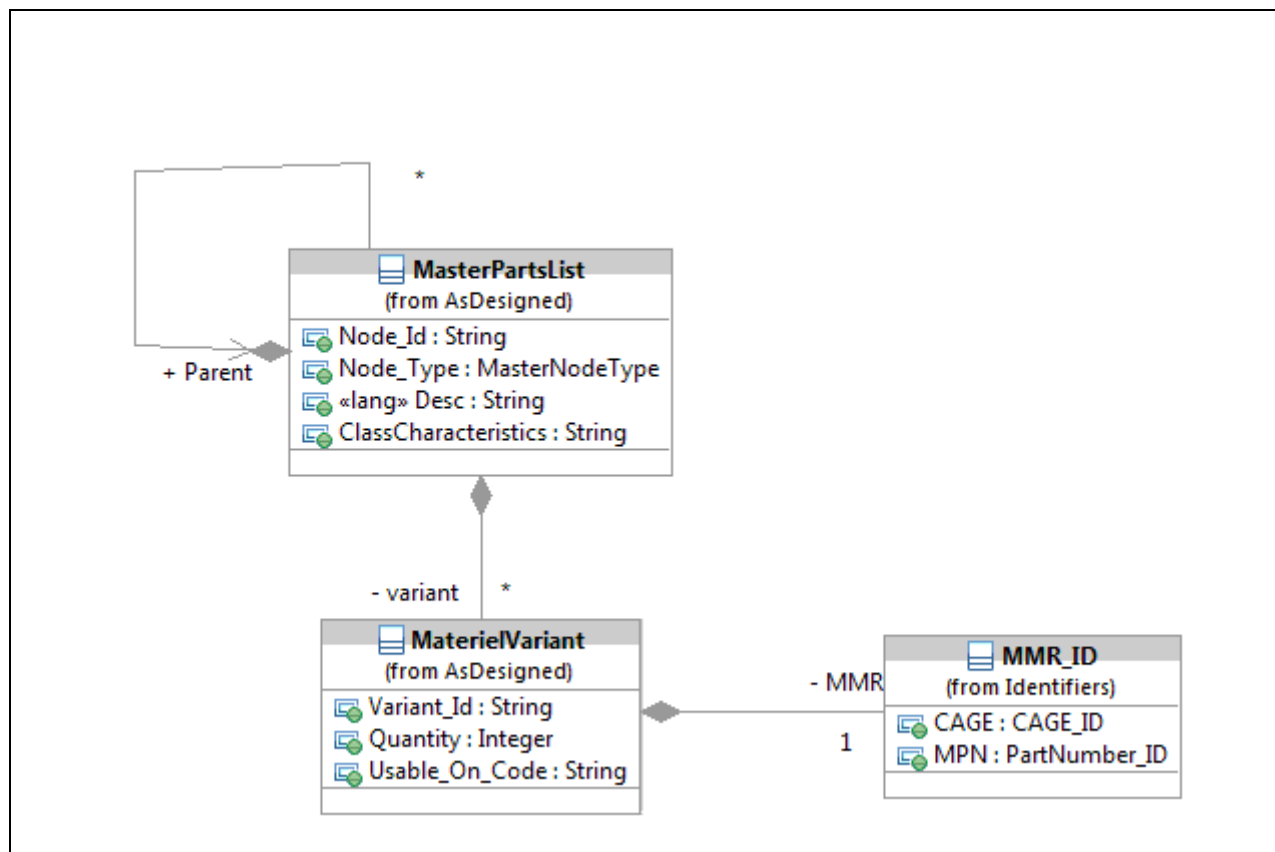 *
MasterPartsList
(from AsDesigned)
Node_Id : String
Node_Type : MasterNodeType
«lang» Desc : String
ClassCharacteristics : String
+ Parent
- variant *
MaterielVariant
(from AsDesigned)
Variant_Id : String
Quantity : Integer
Usable_On_Code : String
- MMR
1
MMR_ID
(from Identifiers)
CAGE : CAGE_ID
MPN : PartNumber_ID